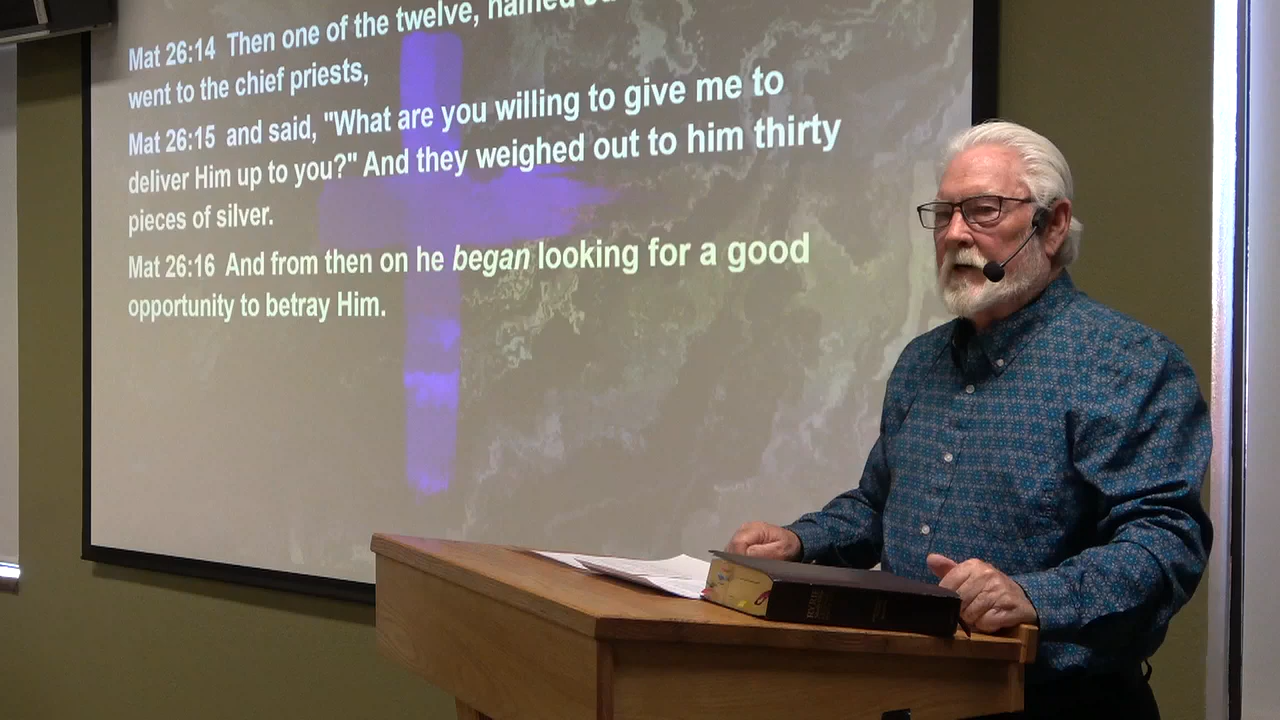 Mat 26:14 Then one of the twelve, named
went to the chief priests,
Mat 26:15 and said, "What are you willing to give me to
deliver Him up to you?" And they weighed out to him thirty
pieces of silver.
Mat 26:16 And from then on he began looking for a good
opportunity to betray Him.